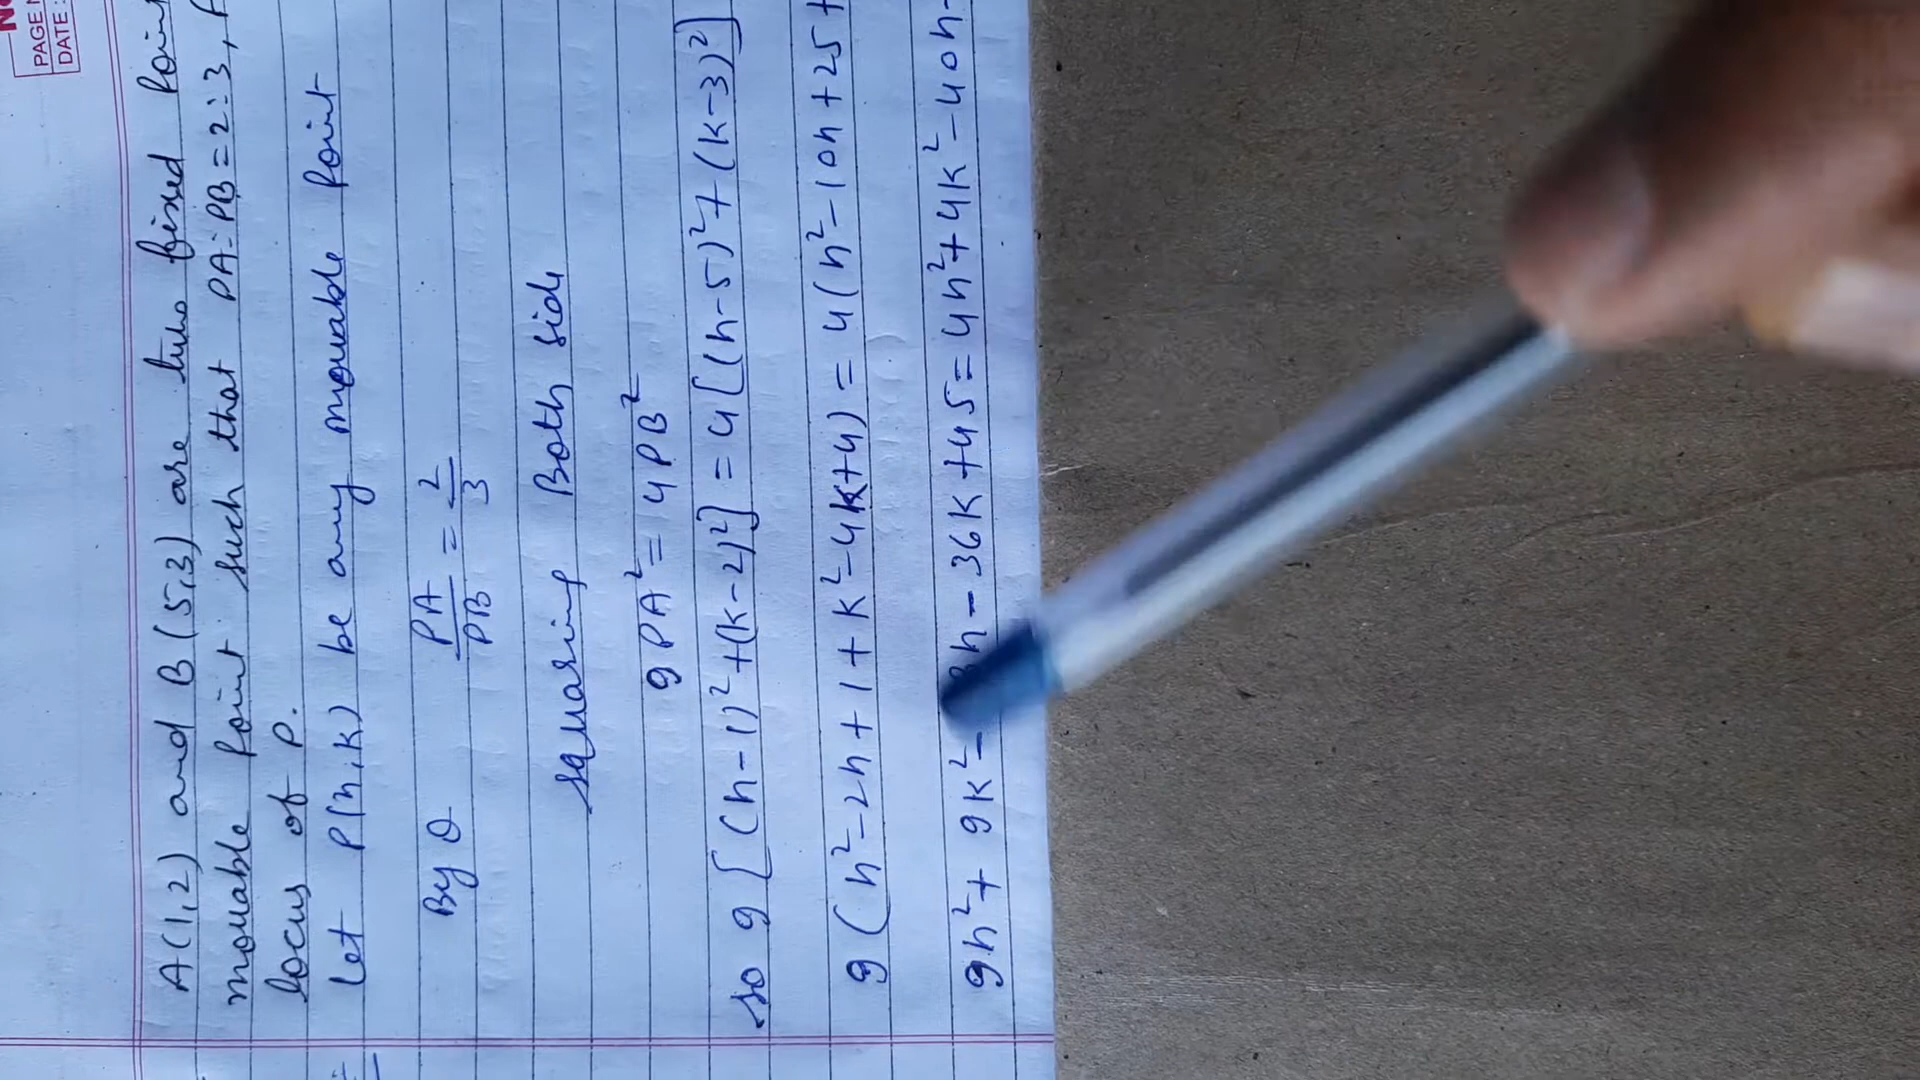 PAGE N
DATE:
A(1,2) and B(5,3) are two fixed Point
movable point such that PA:PB = 2:3,
locus of P.
Let P(h,k) be any movable point
By Q PA/PB = 2/3
squaring Both side
9PA² = 4PB²
so 9[(h-1)²+(k-2)²] = 4[(h-5)²+(k-3)²]
9(h²-2h+1+k²-4k+4) = 4(h²-10h+25+
9h²+9k²- 8h-36k+45 = 4h²+4k²-40h-